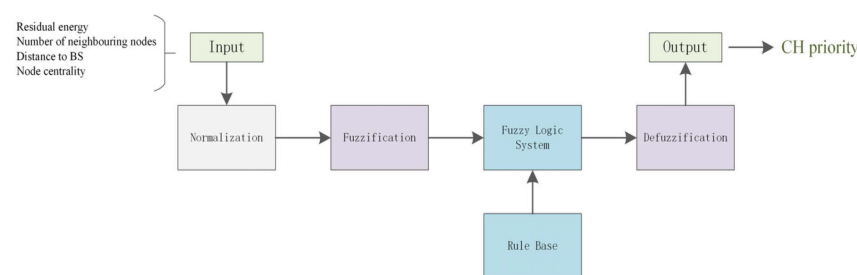 Residual energy
Number of neighbouring nodes
Distance to BS
Node centrality
Input
Output
CH priority
Normalization
Fuzzification
Fuzzy Logic
System
Defuzzification
Rule Base